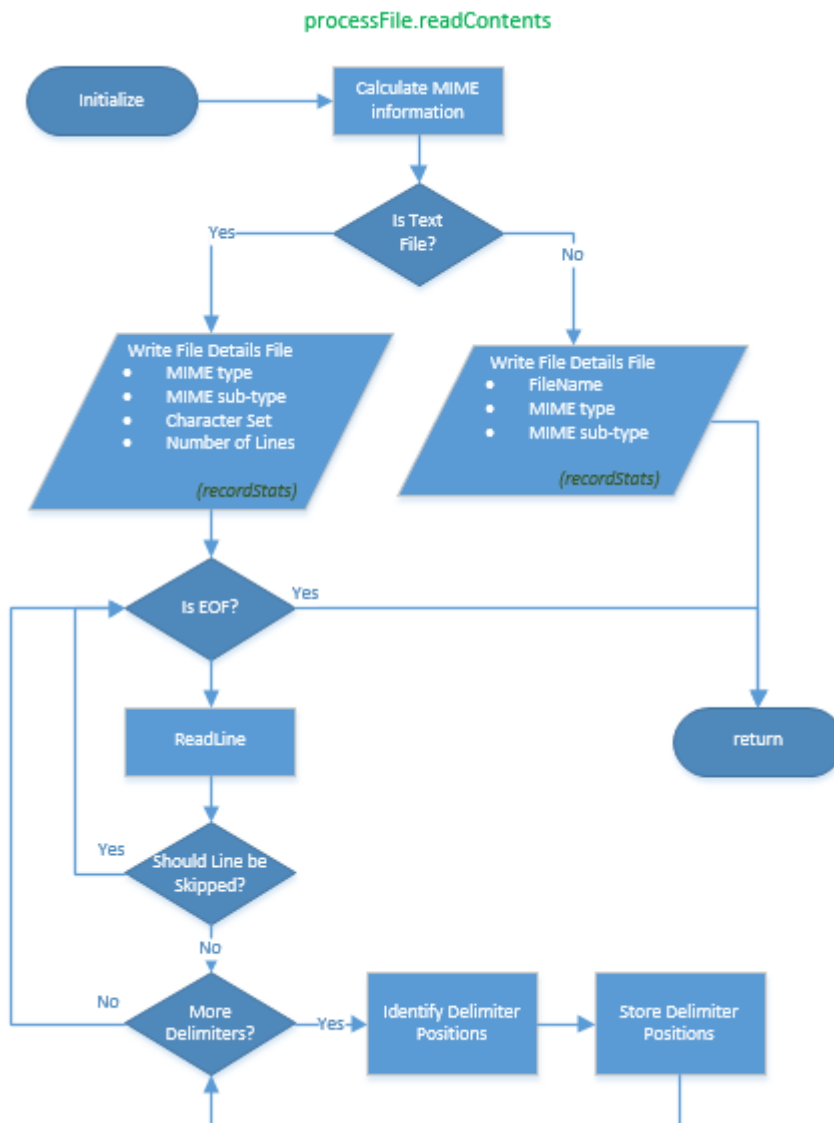 processFile.readContents
Initialize
Calculate MIME
information
Is Text
File?
Yes
No
Write File Details File
• MIME type
• MIME sub-type
• Character Set
• Number of Lines
(recordStats)
Write File Details File
• FileName
• MIME type
• MIME sub-type
(recordStats)
Is EOF?
Yes
ReadLine
return
Yes
Should Line be
Skipped?
No
No
More
Delimiters?
Yes
Identify Delimiter
Positions
Store Delimiter
Positions